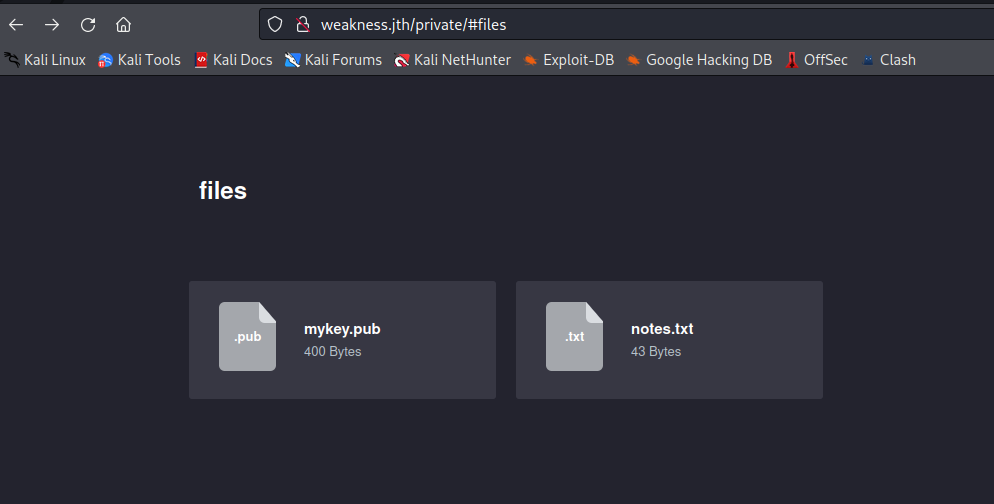 weakness.jth/private/#files
Kali Linux Kali Tools Kali Docs Kali Forums Kali NetHunter Exploit-DB Google Hacking DB OffSec Clash
files
.pub
mykey.pub
400 Bytes
.txt
notes.txt
43 Bytes